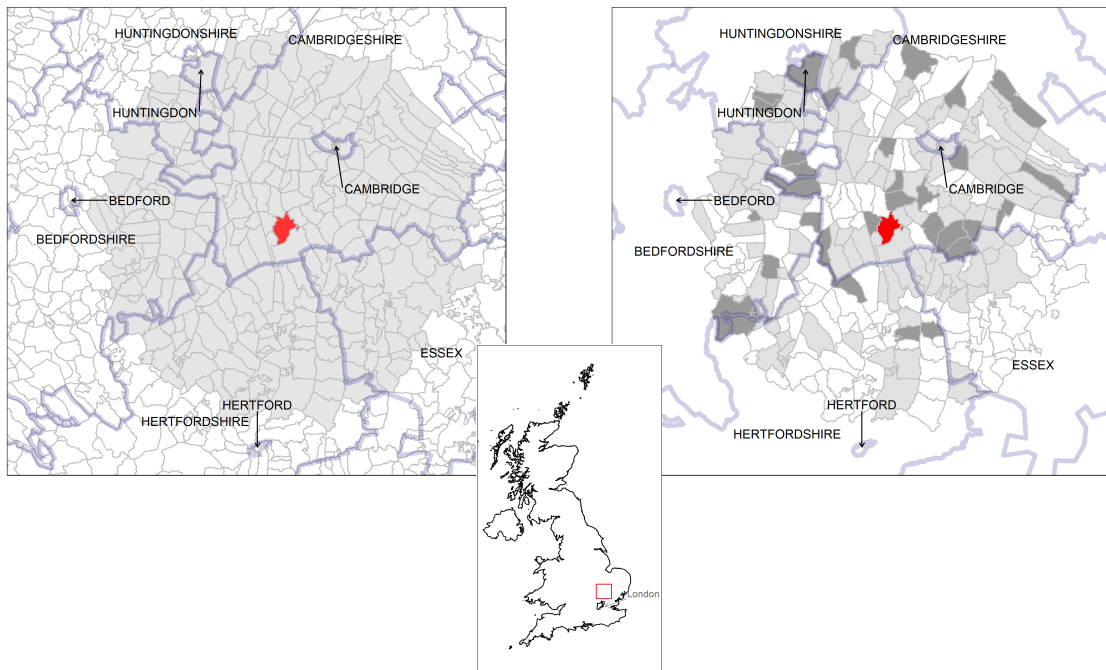 HUNTINGDONSHIRE
CAMBRIDGESHIRE
HUNTINGDON
CAMBRIDGE
BEDFORD
BEDFORDSHIRE
ESSEX
HERTFORD
HERTFORDSHIRE
HUNTINGDONSHIRE
CAMBRIDGESHIRE
HUNTINGDON
CAMBRIDGE
BEDFORD
BEDFORDSHIRE
ESSEX
HERTFORD
HERTFORDSHIRE
London